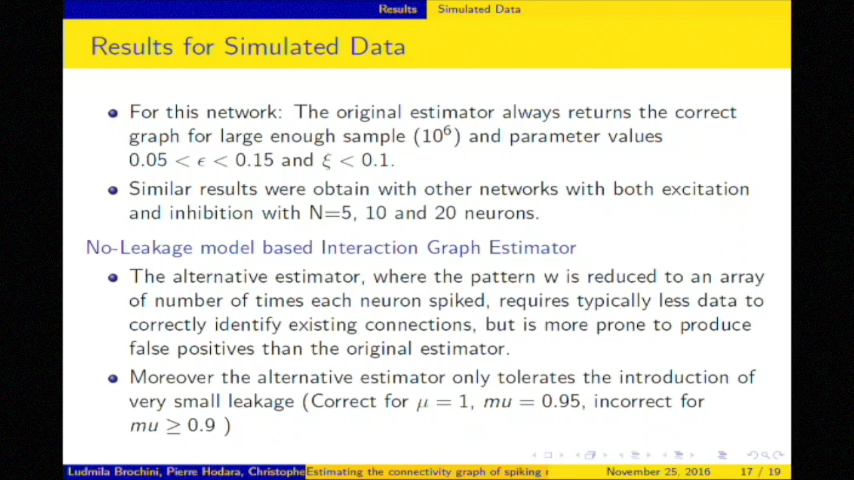 Results Simulated Data
Results for Simulated Data
For this network: The original estimator always returns the correct
graph for large enough sample (10⁶) and parameter values
0.05 < ϵ < 0.15 and ξ < 0.1.
Similar results were obtain with other networks with both excitation
and inhibition with N=5, 10 and 20 neurons.
No-Leakage model based Interaction Graph Estimator
The alternative estimator, where the pattern w is reduced to an array
of number of times each neuron spiked, requires typically less data to
correctly identify existing connections, but is more prone to produce
false positives than the original estimator.
Moreover the alternative estimator only tolerates the introduction of
very small leakage (Correct for μ = 1, mu = 0.95, incorrect for
mu ≥ 0.9 )
Ludmila Brochini, Pierre Hodara, Christophe Estimating the connectivity graph of spiking November 25, 2016 17 / 19